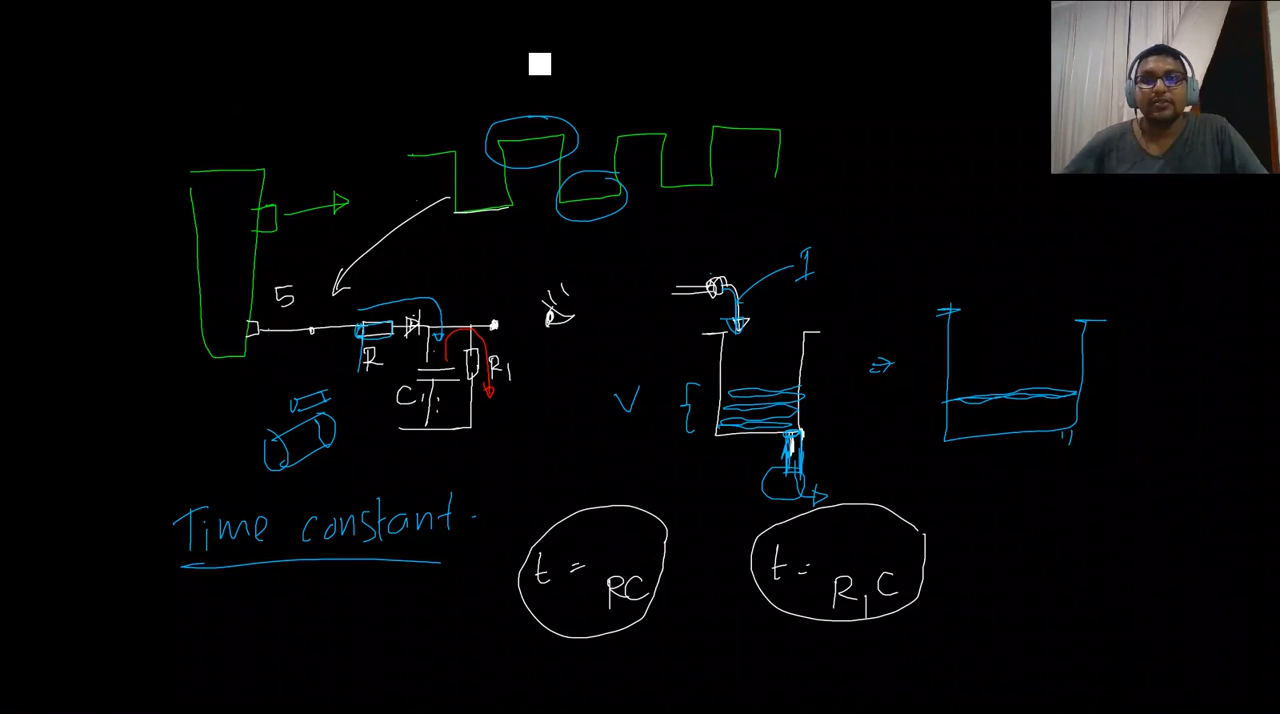 I
5
R
R1
C
V
Time constant.
t = RC
t = R1C